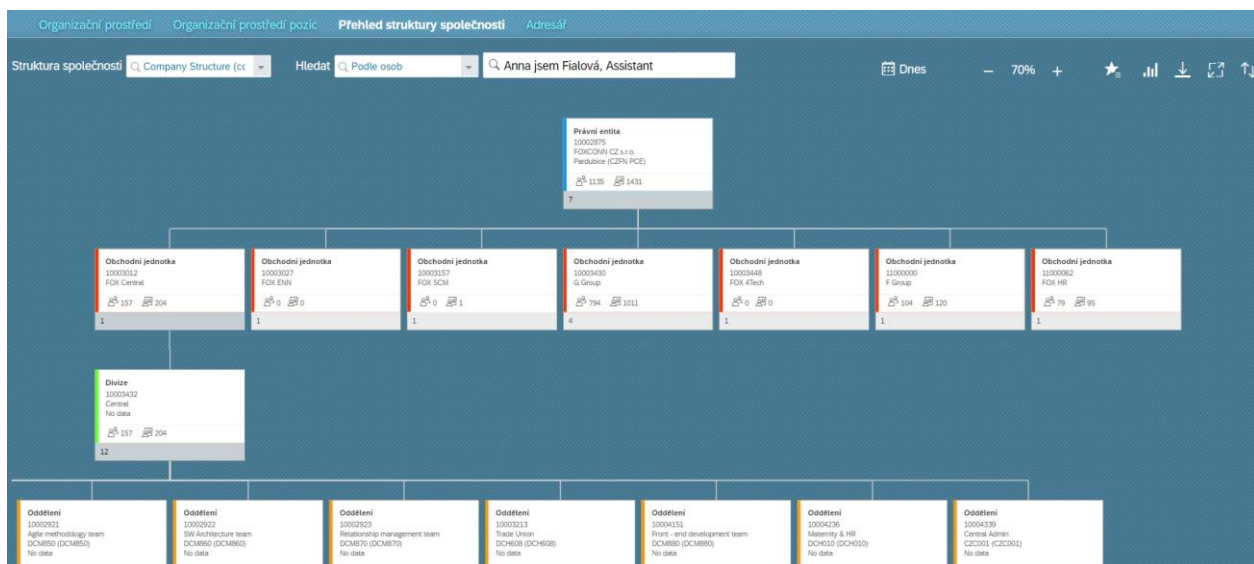 Organizační prostředí Organizační prostředí pozic Přehled struktury společnosti Adresář
Struktura společnosti Company Structure (cc Hledat Podle osob Anna jsem Fialová, Assistant Dnes – 70% +
Právní entita
10002875
FOXCONN CZ s.r.o.
Pardubice (CZFN PCE)
1135 1431
7
Obchodní jednotka
10003012
FOX Central
157 204
1
Obchodní jednotka
10003027
FOX ENN
0 0
1
Obchodní jednotka
10003157
FOX SCM
0 1
1
Obchodní jednotka
10003430
G Group
794 1011
4
Obchodní jednotka
10003448
FOX 4Tech
0 0
1
Obchodní jednotka
11000000
F Group
104 120
1
Obchodní jednotka
11000062
FOX HR
79 95
1
Divize
10003432
Central
No data
157 204
12
Oddělení
10002921
Agile methodology team
DCM850 (DCM850)
No data
Oddělení
10002922
SW Architecture team
DCM860 (DCM860)
No data
Oddělení
10002923
Relationship management team
DCM870 (DCM870)
No data
Oddělení
10003213
Trade Union
DCH608 (DCH608)
No data
Oddělení
10004151
Front - end development team
DCM880 (DCM880)
No data
Oddělení
10004236
Maternity & HR
DCH010 (DCH010)
No data
Oddělení
10004339
Central Admin
CZC001 (CZC001)
No data